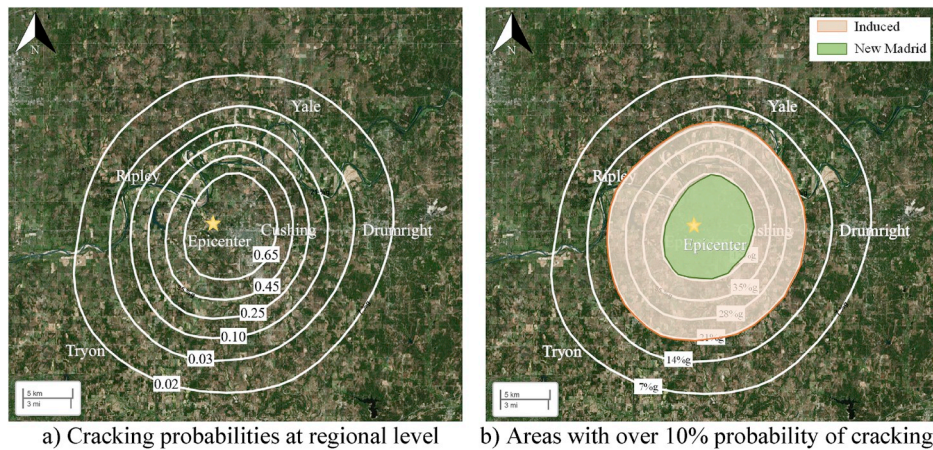 N
Yale
Ripley
Epicenter
Cushing
Drumright
0.65
0.45
0.25
0.10
Tryon
0.03
0.02
5 km
3 mi
a) Cracking probabilities at regional level
N
Induced
New Madrid
Yale
Ripley
Epicenter
Cushing
Drumright
35%g
28%g
21%g
Tryon
14%g
7%g
5 km
3 mi
b) Areas with over 10% probability of cracking